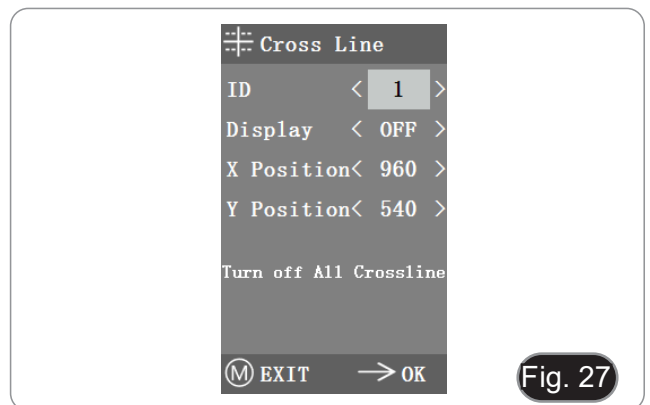 Cross Line
ID < 1 >
Display < OFF >
X Position< 960 >
Y Position< 540 >
Turn off All Crossline
M EXIT → OK
Fig. 27